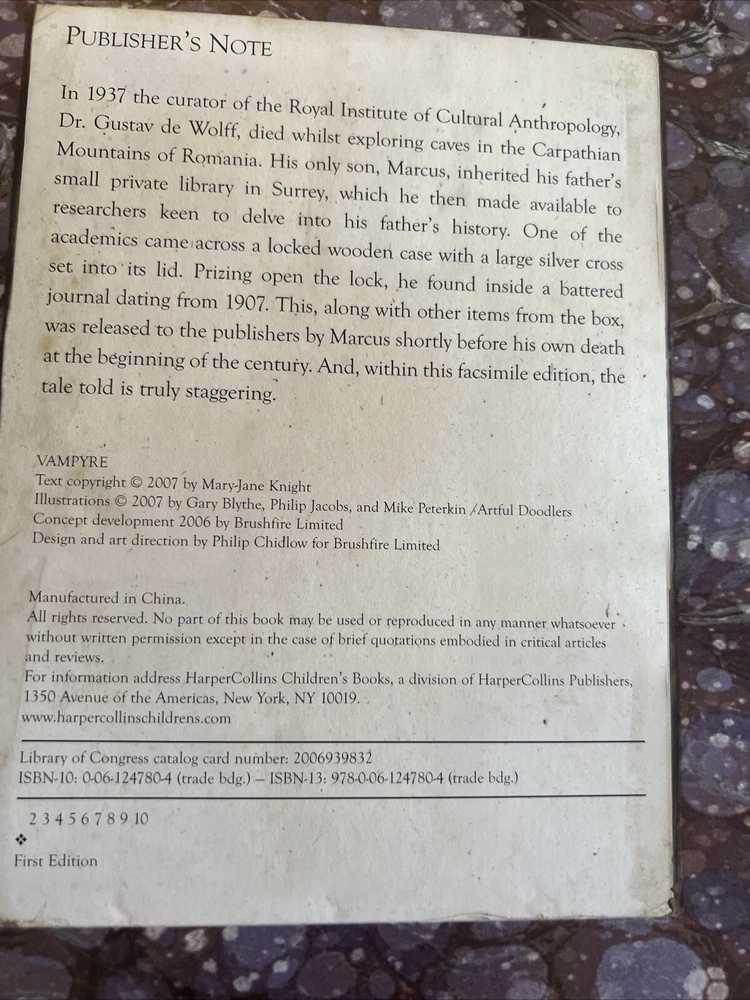 PUBLISHER'S NOTE
In 1937 the curator of the Royal Institute of Cultural Anthropology,
Dr. Gustav de Wolff, died whilst exploring caves in the Carpathian
Mountains of Romania. His only son, Marcus, inherited his father's
small private library in Surrey, which he then made available to
researchers keen to delve into his father's history. One of the
academics came across a locked wooden case with a large silver cross
set into its lid. Prizing open the lock, he found inside a battered
journal dating from 1907. This, along with other items from the box,
was released to the publishers by Marcus shortly before his own death
at the beginning of the century. And, within this facsimile edition, the
tale told is truly staggering.
VAMPYRE
Text copyright © 2007 by Mary-Jane Knight
Illustrations © 2007 by Gary Blythe, Philip Jacobs, and Mike Peterkin /Artful Doodlers
Concept development 2006 by Brushfire Limited
Design and art direction by Philip Chidlow for Brushfire Limited
Manufactured in China.
All rights reserved. No part of this book may be used or reproduced in any manner whatsoever
without written permission except in the case of brief quotations embodied in critical articles
and reviews.
For information address HarperCollins Children's Books, a division of HarperCollins Publishers,
1350 Avenue of the Americas, New York, NY 10019.
www.harpercollinschildrens.com
Library of Congress catalog card number: 2006939832
ISBN-10: 0-06-124780-4 (trade bdg.) – ISBN-13: 978-0-06-124780-4 (trade bdg.)
2 3 4 5 6 7 8 9 10
❖
First Edition